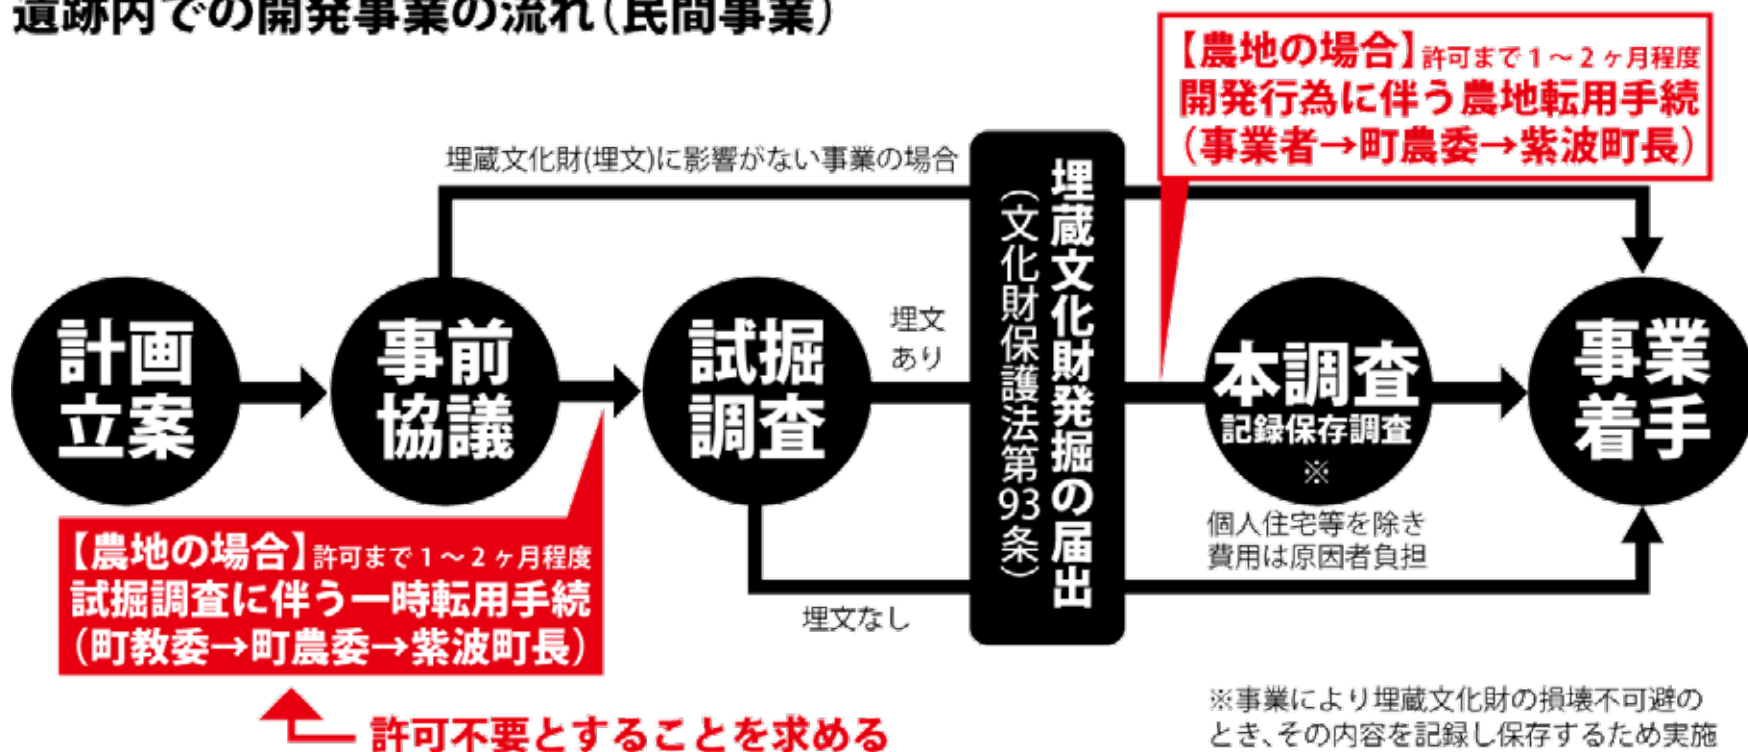 遺跡内での開発事業の流れ(民間事業)
【農地の場合】許可まで1～2ヶ月程度
開発行為に伴う農地転用手続
(事業者→町農委→紫波町長)
埋蔵文化財(埋文)に影響がない事業の場合
計画
立案
事前
協議
試掘
調査
埋文
あり
埋蔵文化財発掘の届出
(文化財保護法第93条)
本調査
記録保存調査
※
事業
着手
個人住宅等を除き
費用は原因者負担
【農地の場合】許可まで1～2ヶ月程度
試掘調査に伴う一時転用手続
(町教委→町農委→紫波町長)
埋文なし
許可不要とすることを求める
※事業により埋蔵文化財の損壊不可避の
とき、その内容を記録し保存するため実施